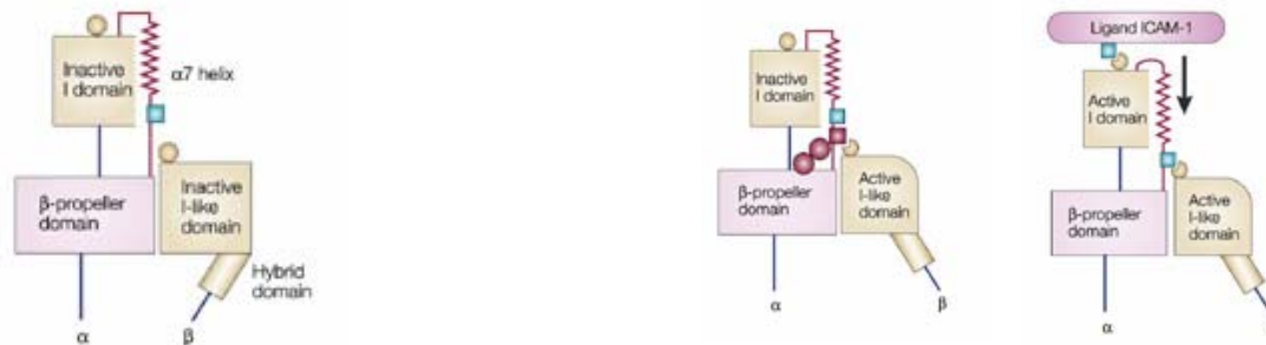 Inactive
I domain
α7 helix
β-propeller
domain
Inactive
I-like
domain
Hybrid
domain
α
β
Inactive
I domain
β-propeller
domain
Active
I-like
domain
α
β
Ligand ICAM-1
Active
I domain
β-propeller
domain
Active
I-like
domain
α